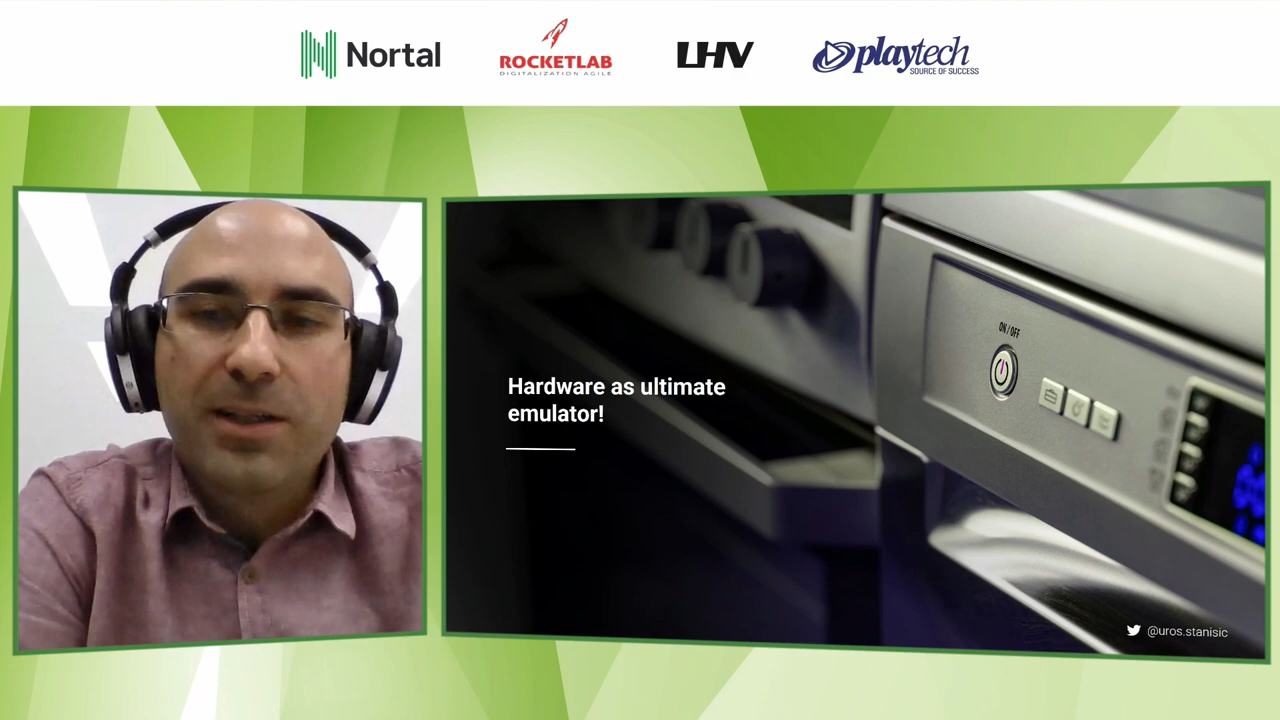 Nortal
ROCKETLAB
DIGITALIZATION AGILE
LHV
playtech
SOURCE OF SUCCESS
ON / OFF
Hardware as ultimate
emulator!
@uros.stanisic